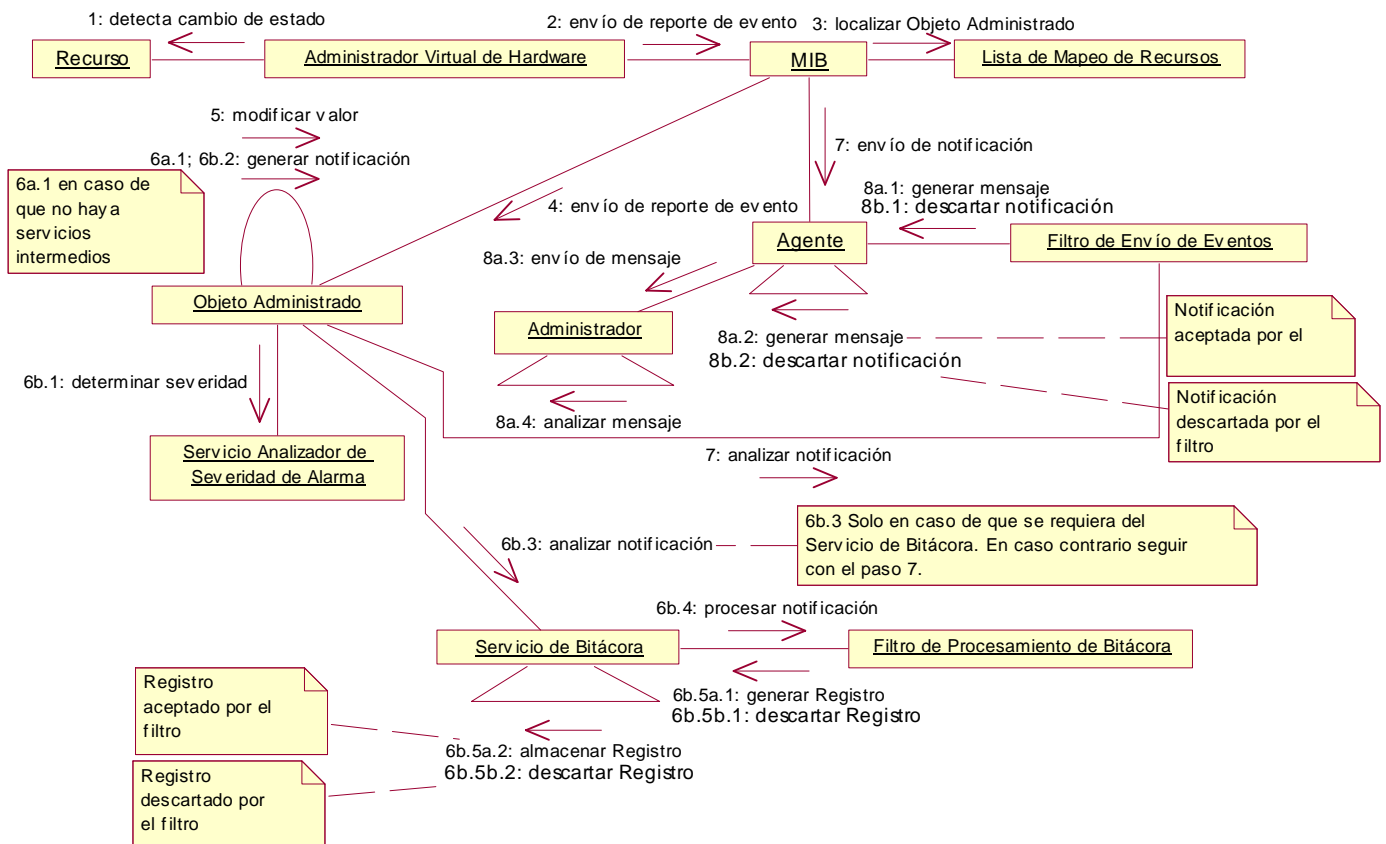 1: detecta cambio de estado
2: envío de reporte de evento
3: localizar Objeto Administrado
Recurso
Administrador Virtual de Hardware
MIB
Lista de Mapeo de Recursos
5: modificar valor
6a.1; 6b.2: generar notificación
7: envío de notificación
6a.1 en caso de
que no haya
servicios
intermedios
8a.1: generar mensaje
8b.1: descartar notificación
4: envío de reporte de evento
Agente
Filtro de Envío de Eventos
8a.3: envío de mensaje
Objeto Administrado
Administrador
Notificación
aceptada por el
8a.2: generar mensaje
8b.2: descartar notificación
6b.1: determinar severidad
Notificación
descartada por el
filtro
8a.4: analizar mensaje
Servicio Analizador de
Severidad de Alarma
7: analizar notificación
6b.3: analizar notificación
6b.3 Solo en caso de que se requiera del
Servicio de Bitácora. En caso contrario seguir
con el paso 7.
6b.4: procesar notificación
Servicio de Bitácora
Filtro de Procesamiento de Bitácora
Registro
aceptado por el
filtro
6b.5a.1: generar Registro
6b.5b.1: descartar Registro
6b.5a.2: almacenar Registro
6b.5b.2: descartar Registro
Registro
descartado por
el filtro